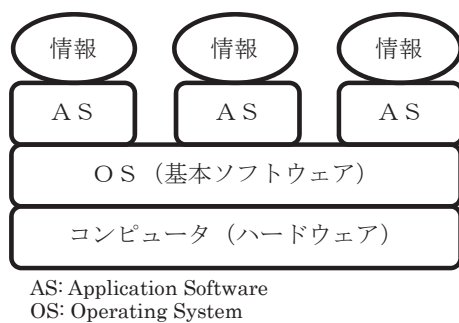 情報 情報 情報
AS AS AS
OS(基本ソフトウェア)
コンピュータ(ハードウェア)
AS: Application Software
OS: Operating System